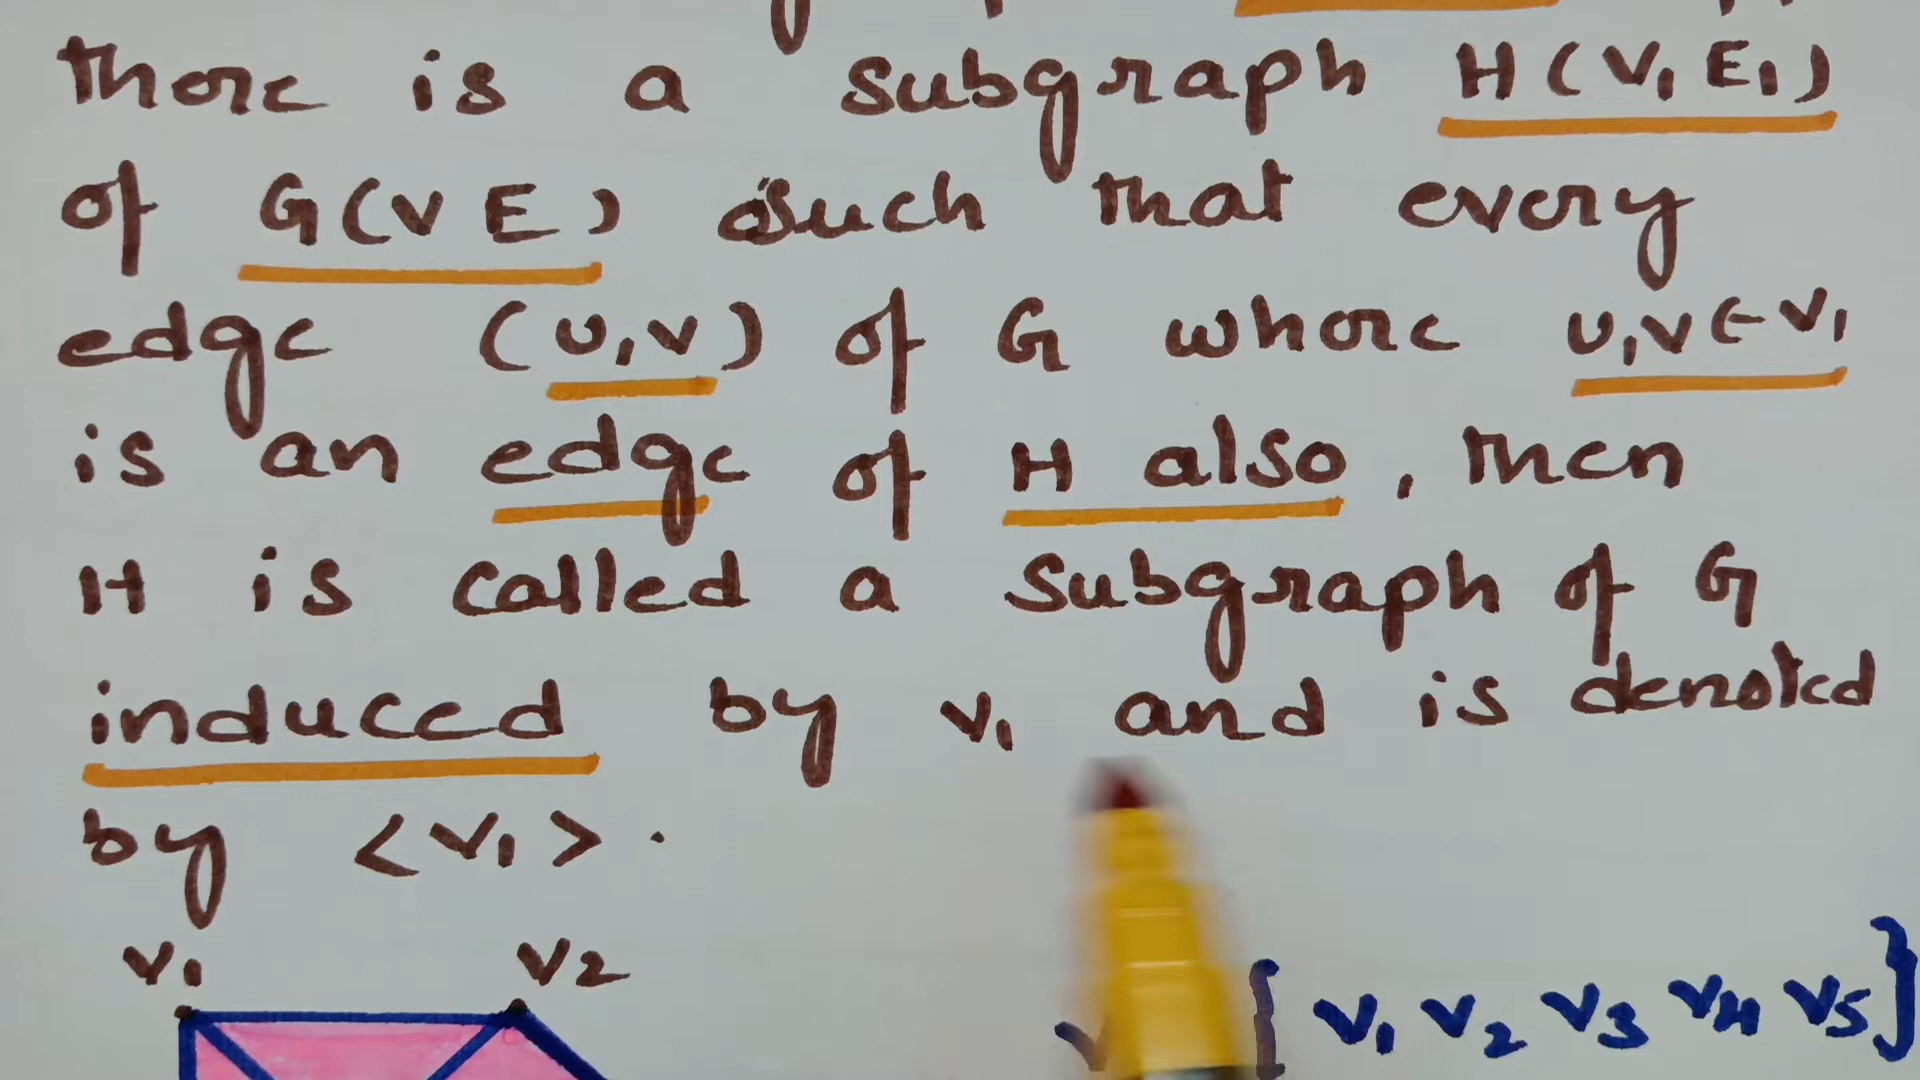 there is a subgraph H(V1 E1)
of G(V E) Such that every
edge (u,v) of G where u,v ∈ V1
is an edge of H also, then
H is called a subgraph of G
induced by V1 and is denoted
by <V1>.
V1 V2
{ V1 V2 V3 V4 V5 }